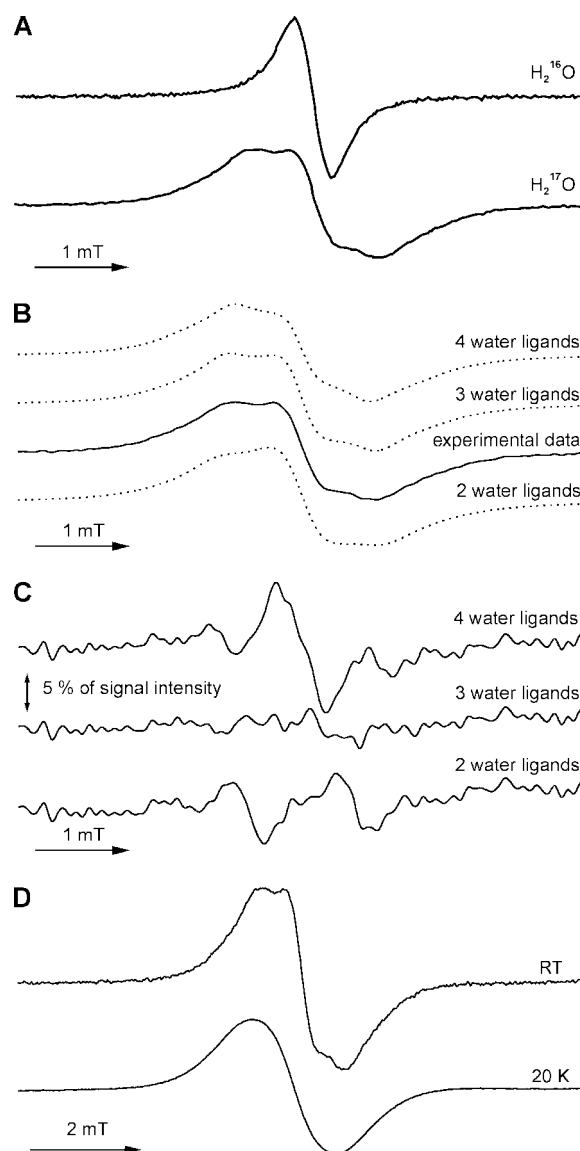 A
H₂¹⁶O
H₂¹⁷O
1 mT
B
4 water ligands
3 water ligands
experimental data
2 water ligands
1 mT
C
4 water ligands
5 % of signal intensity
3 water ligands
2 water ligands
1 mT
D
RT
20 K
2 mT